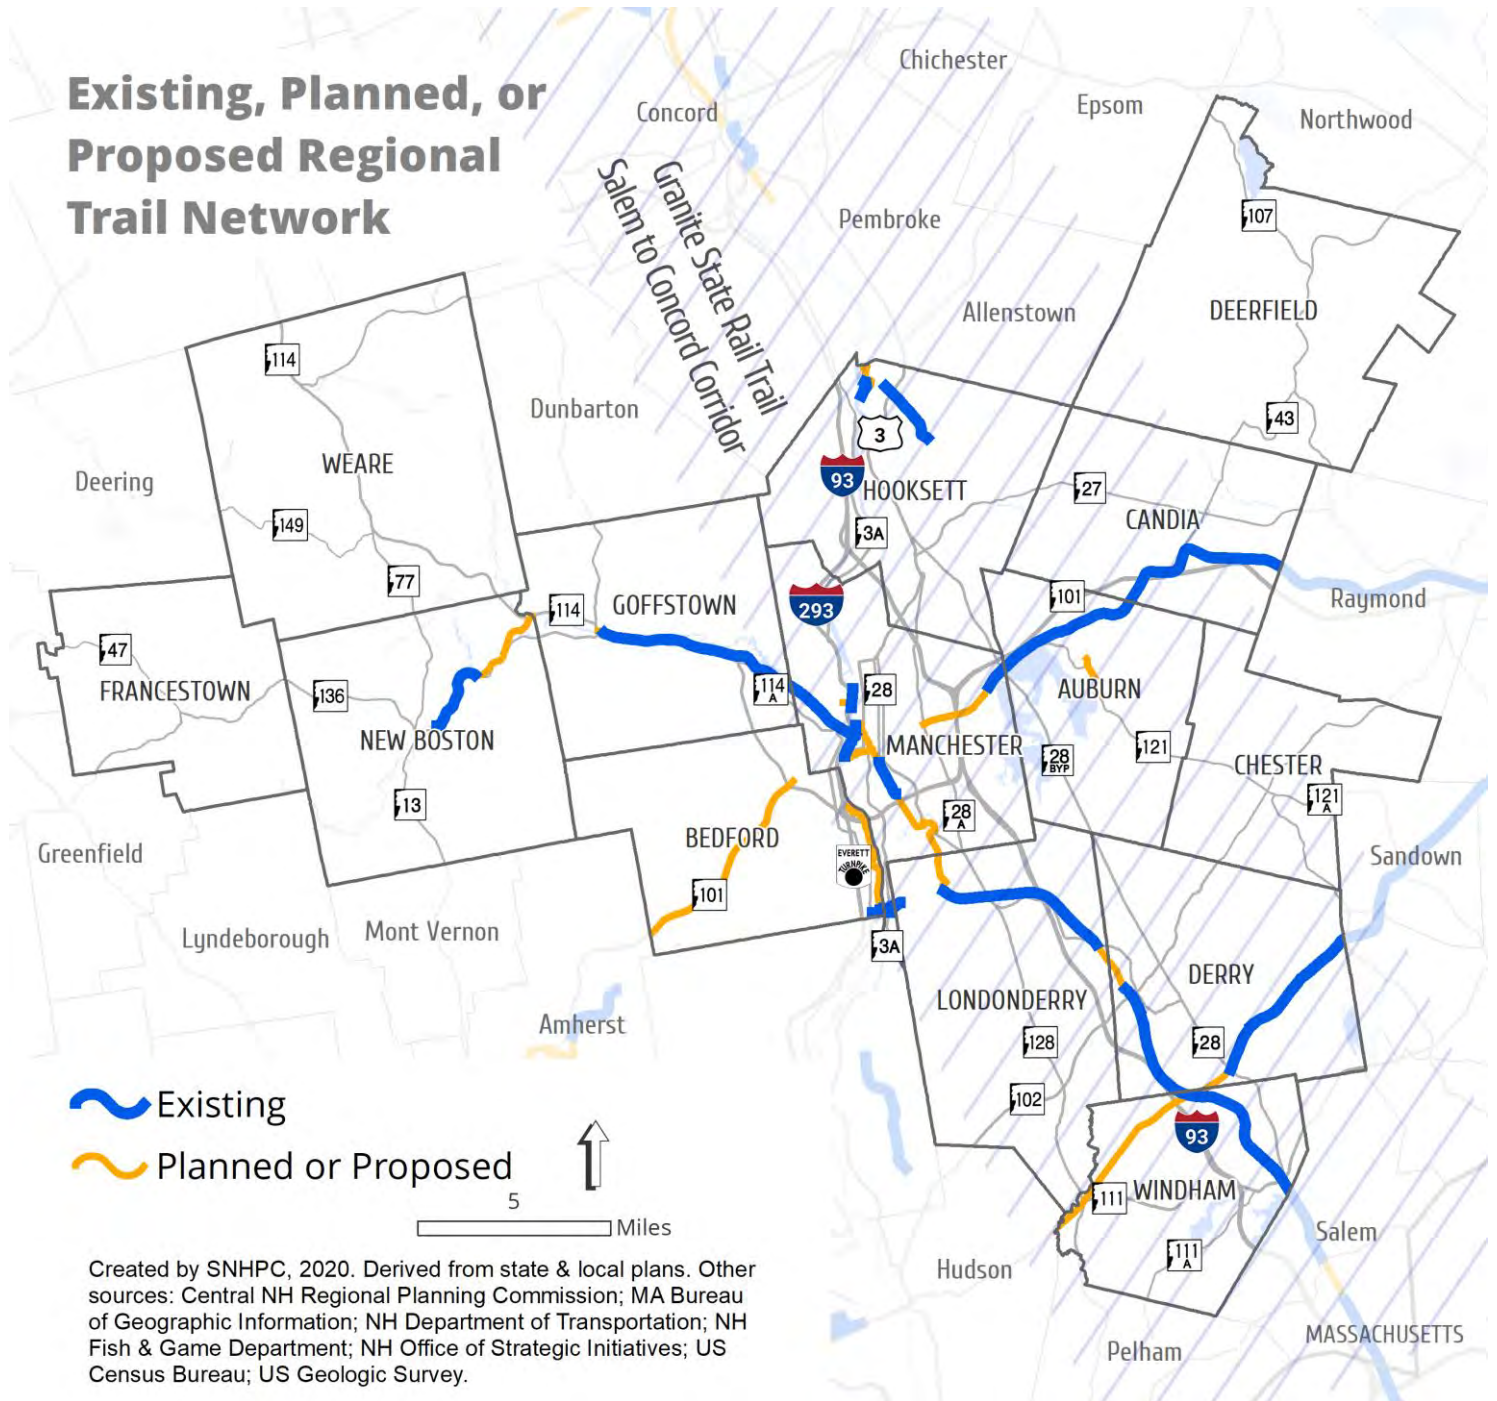 Existing, Planned, or
Proposed Regional
Trail Network
Chichester
Concord
Epsom
Northwood
Granite State Rail Trail
Salem to Concord Corridor
Pembroke
107
Allenstown
DEERFIELD
114
Dunbarton
3
43
WEARE
93
HOOKSETT
27
Deering
149
3A
CANDIA
77
114
GOFFSTOWN
293
101
Raymond
47
FRANCESTOWN
136
114
A
28
AUBURN
NEW BOSTON
MANCHESTER
28
BYP
121
CHESTER
13
121
A
28
A
BEDFORD
Greenfield
EVERETT
TURNPIKE
Sandown
101
Lyndeborough
Mont Vernon
3A
DERRY
LONDONDERRY
Amherst
128
28
102
Existing
93
Planned or Proposed
111
WINDHAM
5
Miles
Salem
111
A
Hudson
Created by SNHPC, 2020. Derived from state & local plans. Other
sources: Central NH Regional Planning Commission; MA Bureau
of Geographic Information; NH Department of Transportation; NH
Fish & Game Department; NH Office of Strategic Initiatives; US
Census Bureau; US Geologic Survey.
MASSACHUSETTS
Pelham